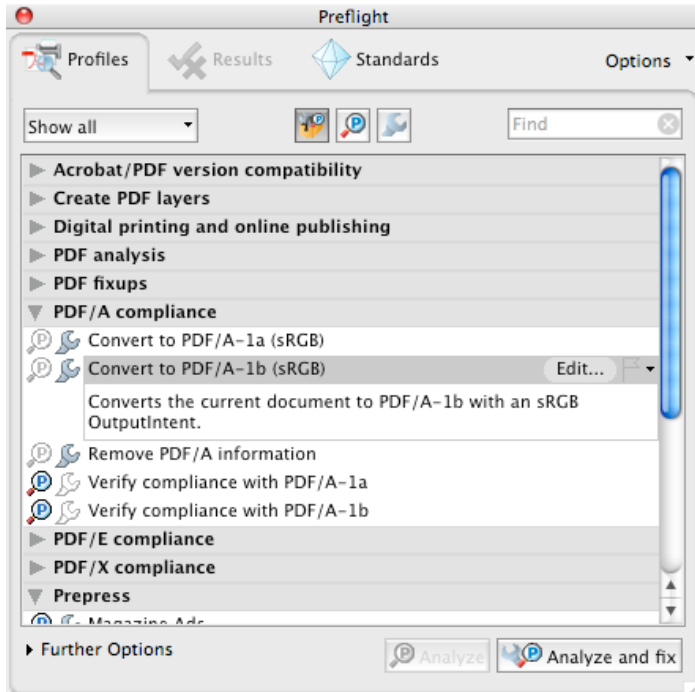 Preflight
Profiles
Results
Standards
Options
Show all
Find
Acrobat/PDF version compatibility
Create PDF layers
Digital printing and online publishing
PDF analysis
PDF fixups
PDF/A compliance
Convert to PDF/A-1a (sRGB)
Convert to PDF/A-1b (sRGB)
Edit...
Converts the current document to PDF/A-1b with an sRGB
OutputIntent.
Remove PDF/A information
Verify compliance with PDF/A-1a
Verify compliance with PDF/A-1b
PDF/E compliance
PDF/X compliance
Prepress
Magazine Ads
Further Options
Analyze
Analyze and fix